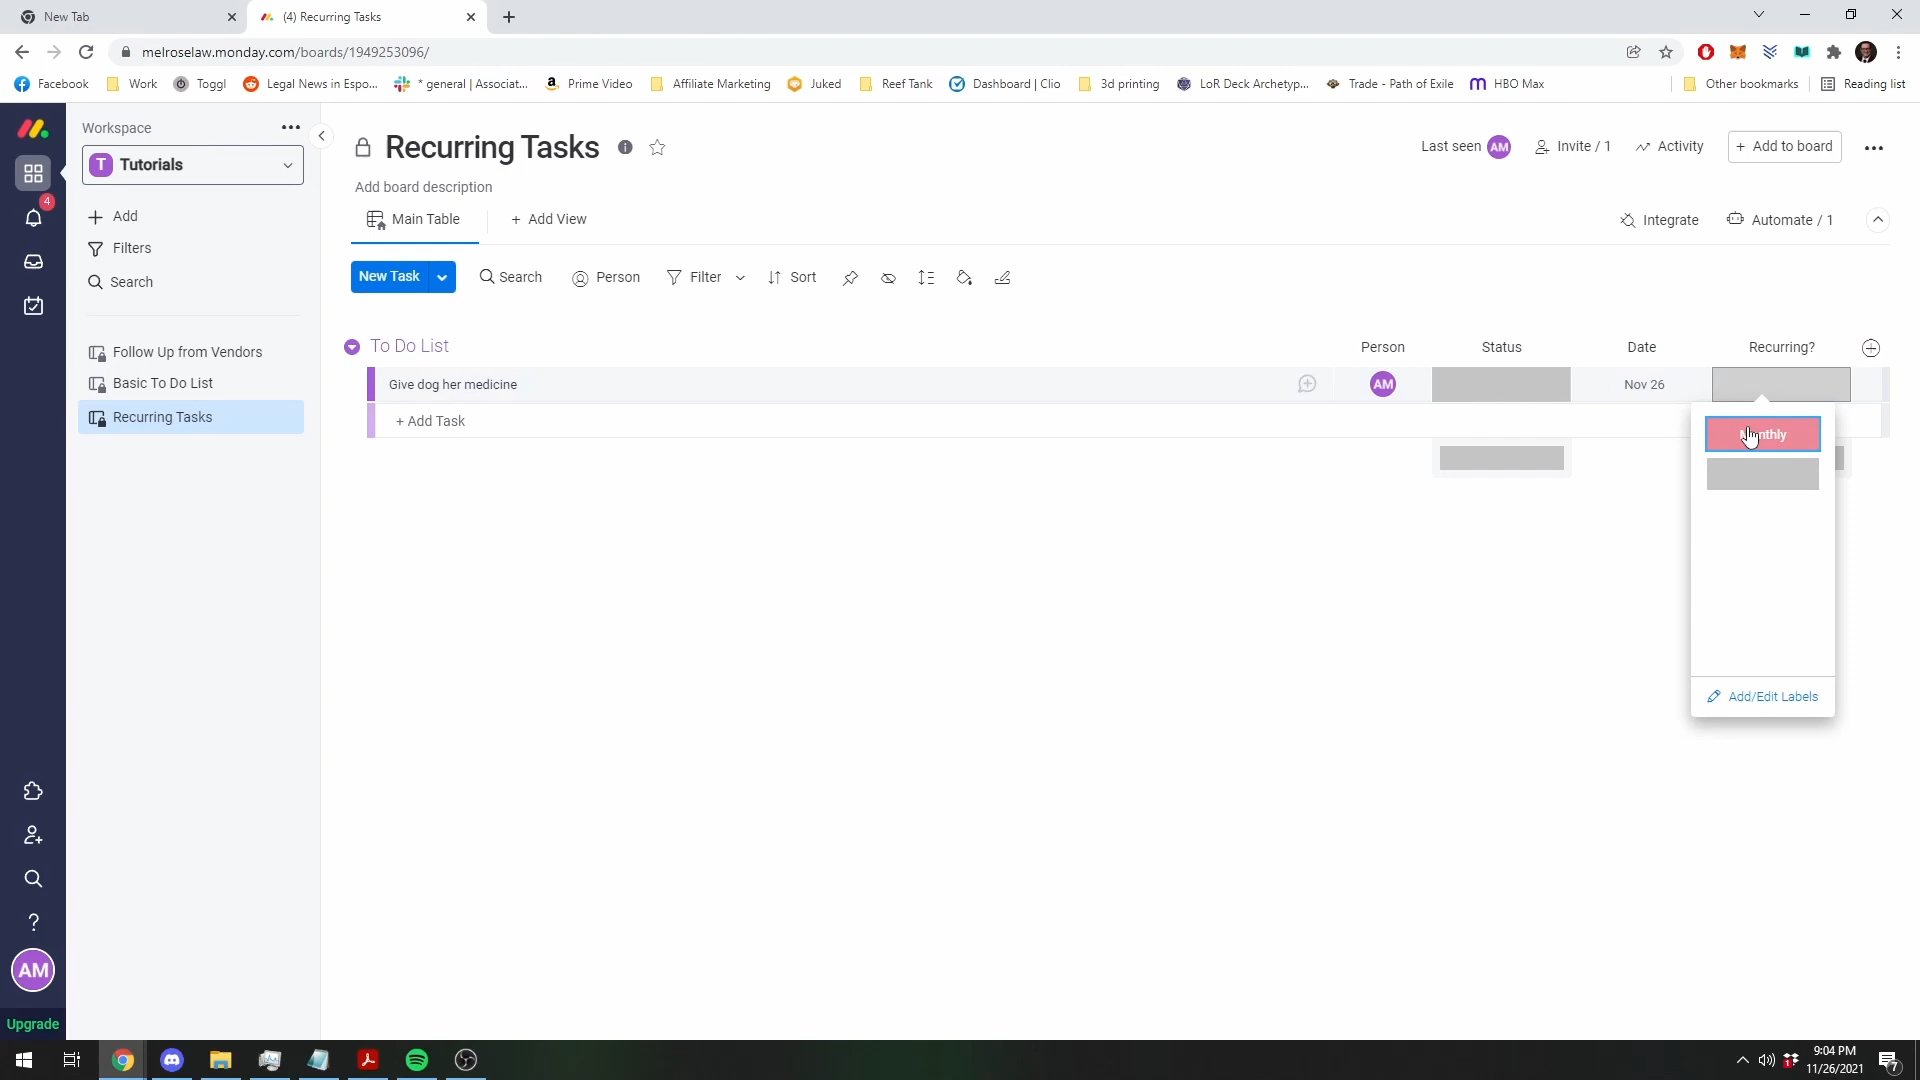 New Tab
(4) Recurring Tasks
melroselaw.monday.com/boards/1949253096/
Facebook
Work
Toggl
Legal News in Espo...
* general | Associat...
a
Prime Video
Affiliate Marketing
Juked
Reef Tank
Dashboard | Clio
3d printing
LoR Deck Archetyp...
Trade - Path of Exile
HBO Max
Other bookmarks
Reading list
Workspace
T Tutorials
4
+ Add
Filters
Search
Follow Up from Vendors
Basic To Do List
Recurring Tasks
?
AM
Upgrade
Recurring Tasks
Last seen AM
Invite / 1
Activity
+ Add to board
Add board description
Main Table
+ Add View
Integrate
Automate / 1
New Task
Search
Person
Filter
Sort
To Do List
Person
Status
Date
Recurring?
Give dog her medicine
AM
Nov 26
+ Add Task
Add/Edit Labels
9:04 PM
11/26/2021
7